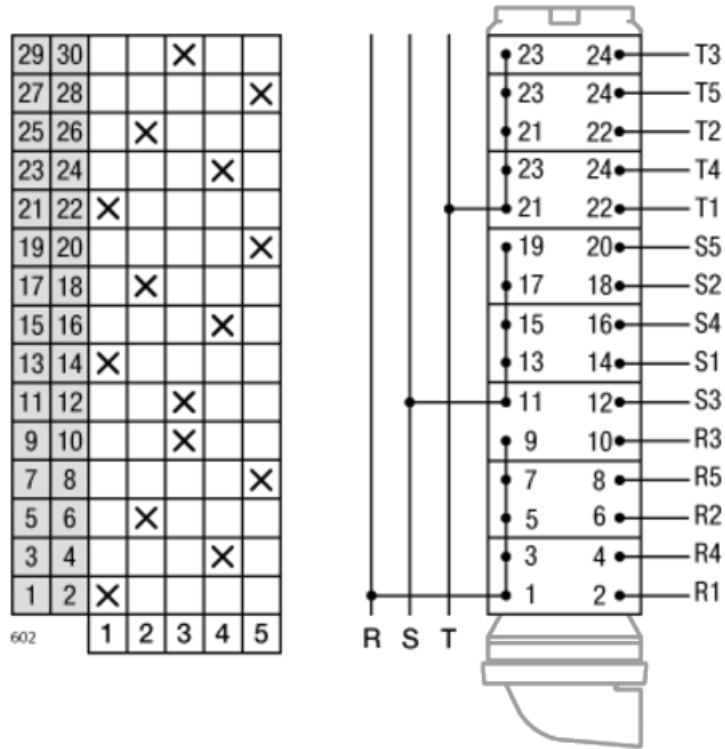 29 30 23 24 T3
27 28 23 24 T5
25 26 21 22 T2
23 24 23 24 T4
21 22 21 22 T1
19 20 19 20 S5
17 18 17 18 S2
15 16 15 16 S4
13 14 13 14 S1
11 12 11 12 S3
9 10 9 10 R3
7 8 7 8 R5
5 6 5 6 R2
3 4 3 4 R4
1 2 1 2 R1
602 1 2 3 4 5 R S T